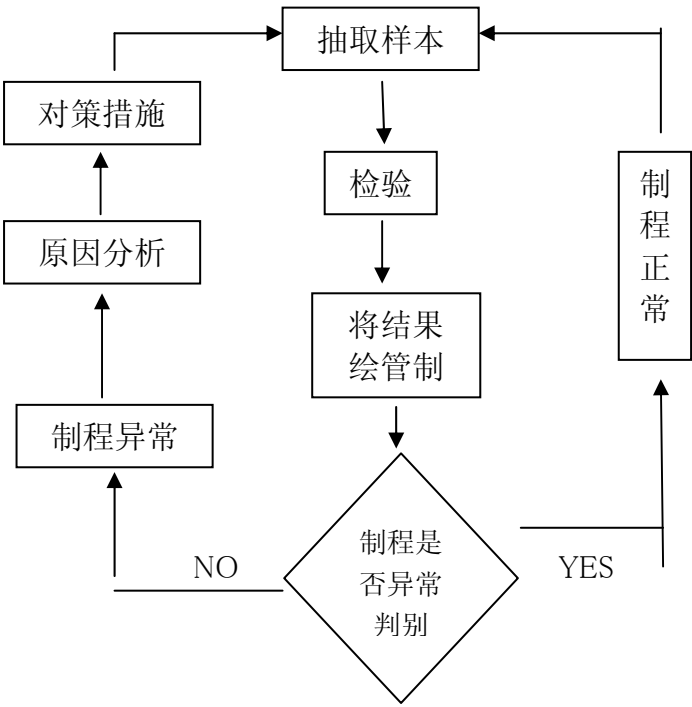 抽取样本
对策措施
检验
制
程
正
常
原因分析
将结果
绘管制
制程异常
制程是
否异常
判别
NO
YES